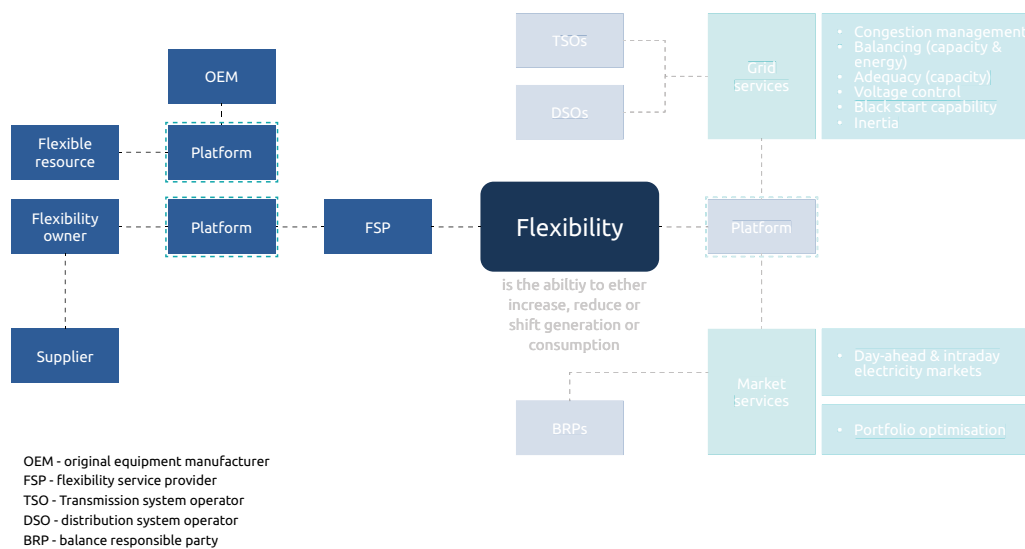 OEM
Flexible
resource
Platform
Flexibility
owner
Platform
FSP
Supplier
Flexibility
is the abiltiy to ether
increase, reduce or
shift generation or
consumption
TSOs
DSOs
Grid
services
• Congestion management
• Balancing (capacity &
energy)
• Adequacy (capacity)
• Voltage control
• Black start capability
• Inertia
Platform
BRPs
Market
services
• Day-ahead & intraday
electricity markets
• Portfolio optimisation
OEM - original equipment manufacturer
FSP - flexibility service provider
TSO - Transmission system operator
DSO - distribution system operator
BRP - balance responsible party